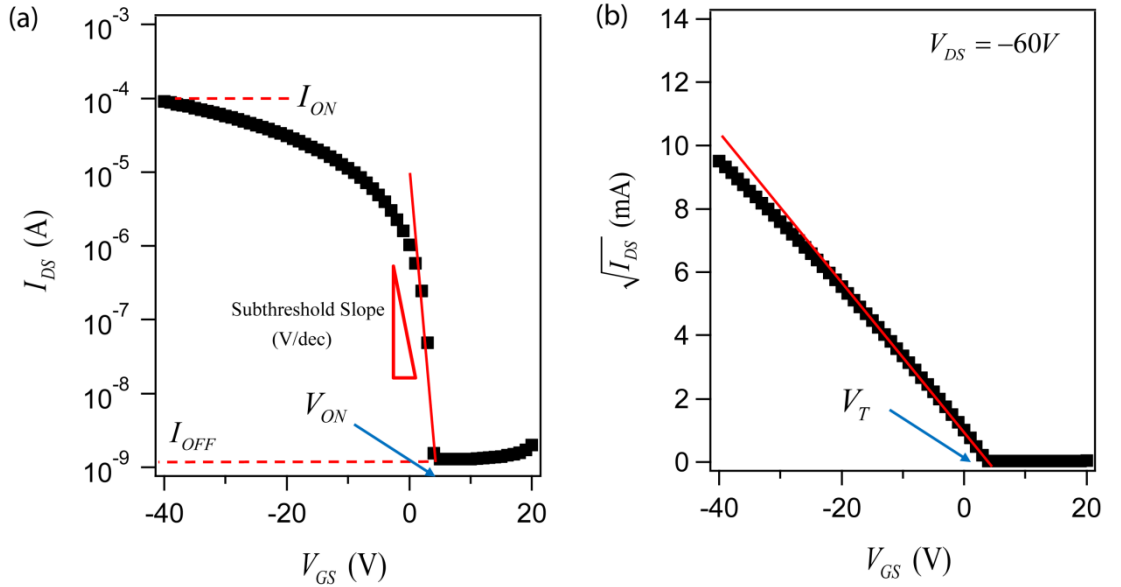 (a)
10⁻³
10⁻⁴
10⁻⁵
10⁻⁶
10⁻⁷
10⁻⁸
10⁻⁹
I_DS (A)
I_ON
Subthreshold Slope
(V/dec)
V_ON
I_OFF
-40 -20 0 20
V_GS (V)
(b)
14
12
10
8
6
4
2
0
√I_DS (mA)
V_DS = −60V
V_T
-40 -20 0 20
V_GS (V)